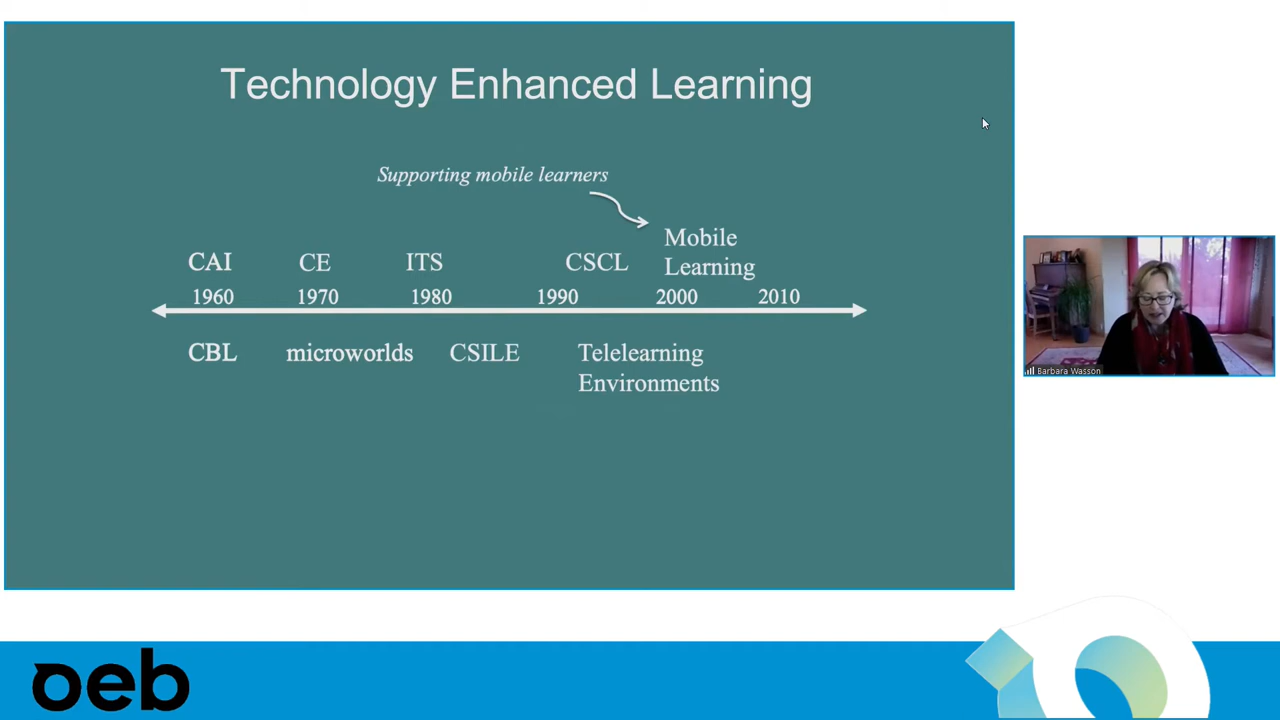 Technology Enhanced Learning
Supporting mobile learners
Mobile
Learning
CAI CE ITS CSCL
1960 1970 1980 1990 2000 2010
CBL microworlds CSILE Telelearning
Environments
Barbara Wasson
oeb